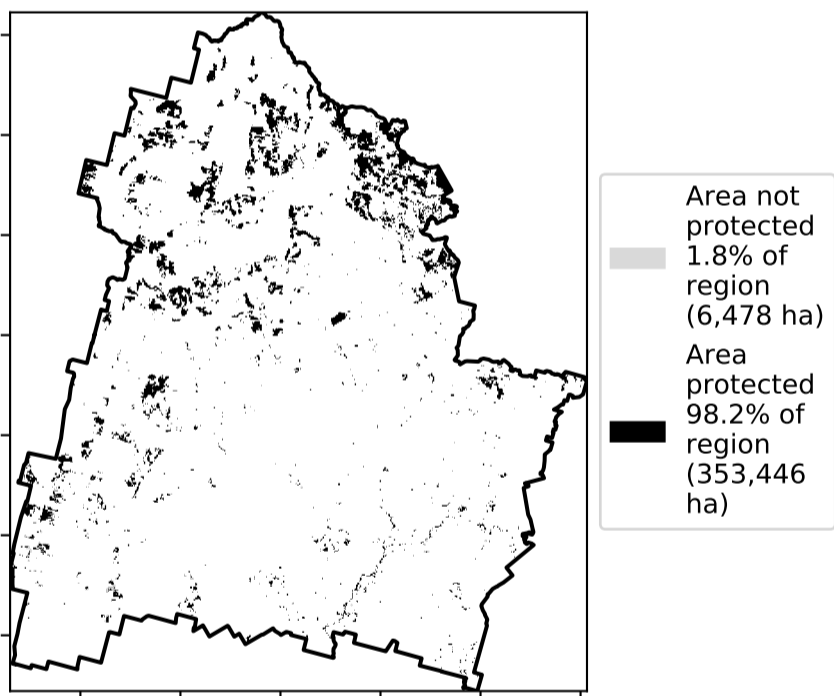 Area not
protected
1.8% of
region
(6,478 ha)
Area
protected
98.2% of
region
(353,446
ha)